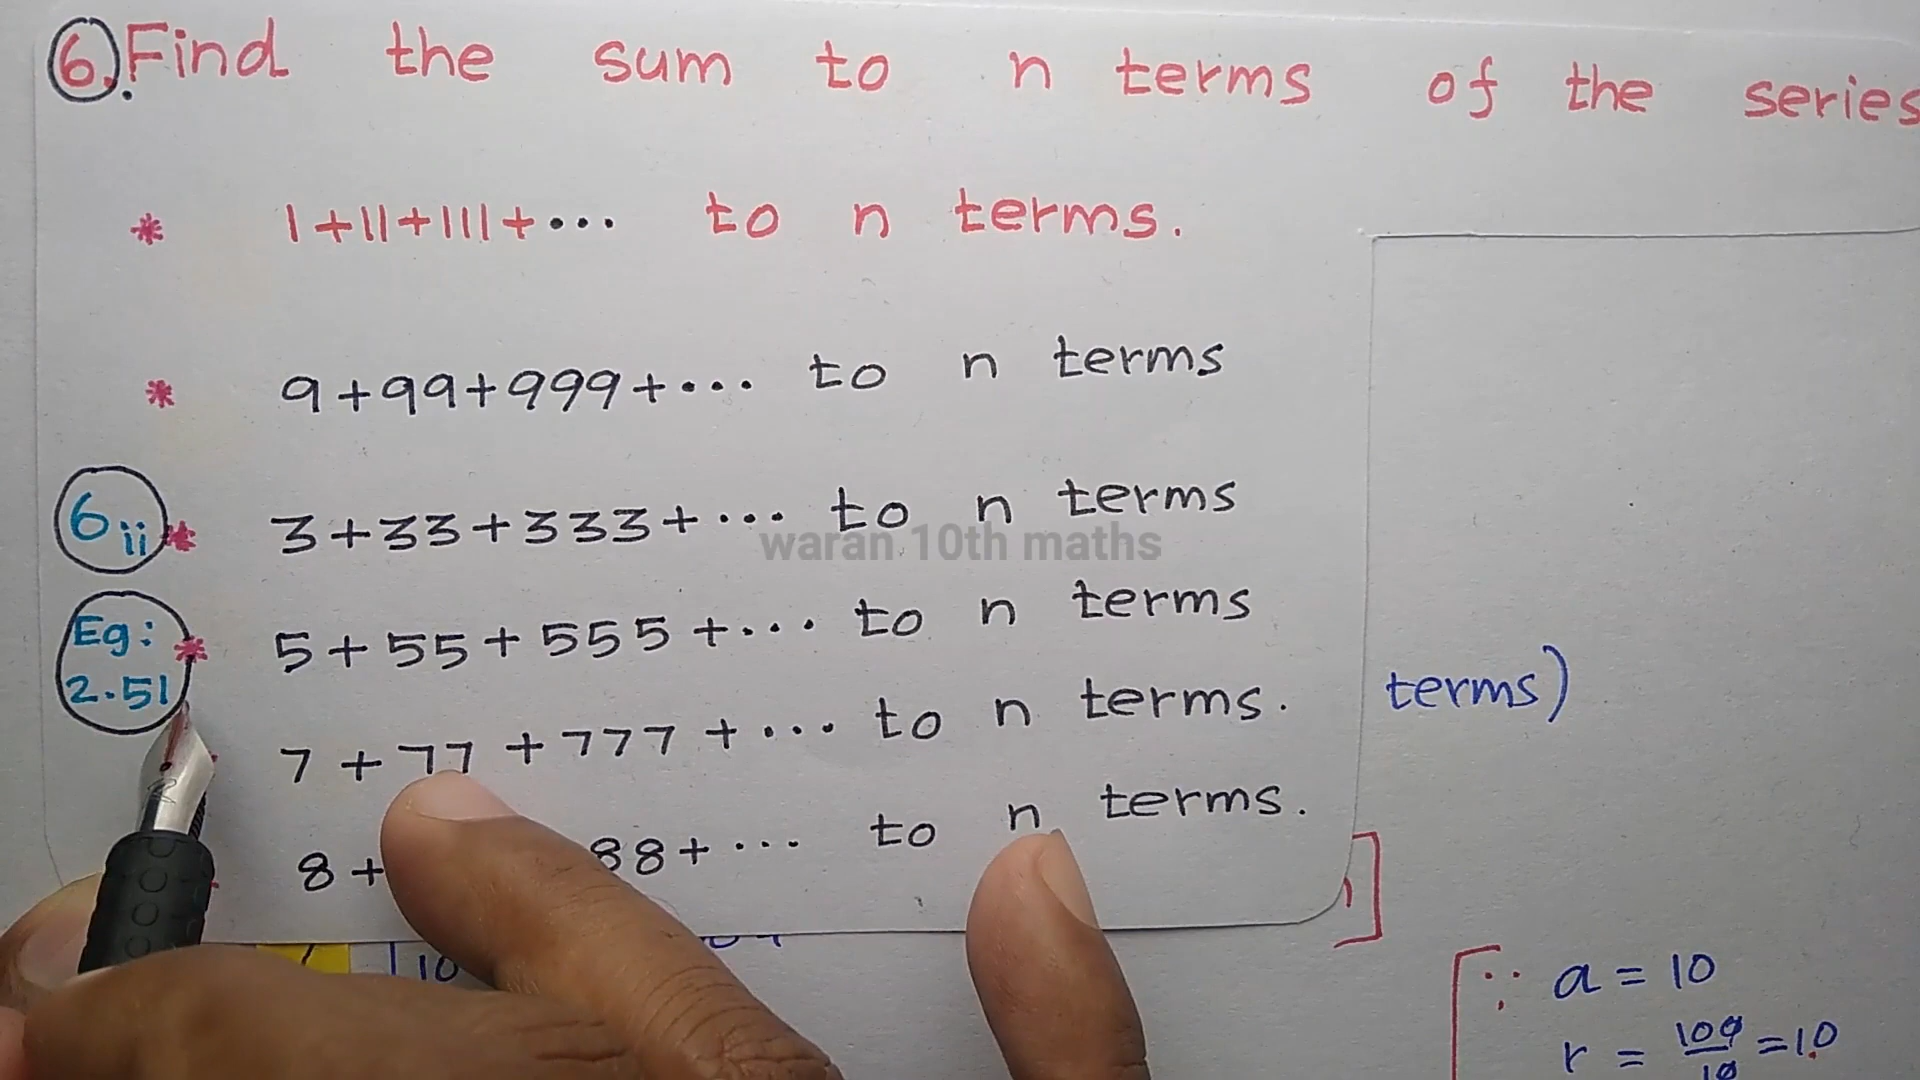 6. Find the sum to n terms of the series
* 1+11+111+... to n terms.
* 9+99+999+... to n terms
6 ii * 3+33+333+... to n terms
waran 10th maths
Eg: 2.51 * 5+55+555+... to n terms
7+77+777+... to n terms.
terms)
8+ 88+... to n terms.
]
10
[∵ a = 10
r = 100/10 = 10